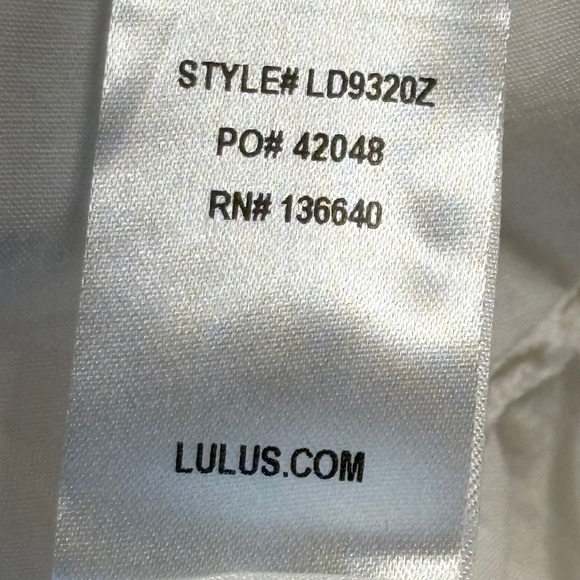 STYLE# LD9320Z
PO# 42048
RN# 136640
LULUS.COM